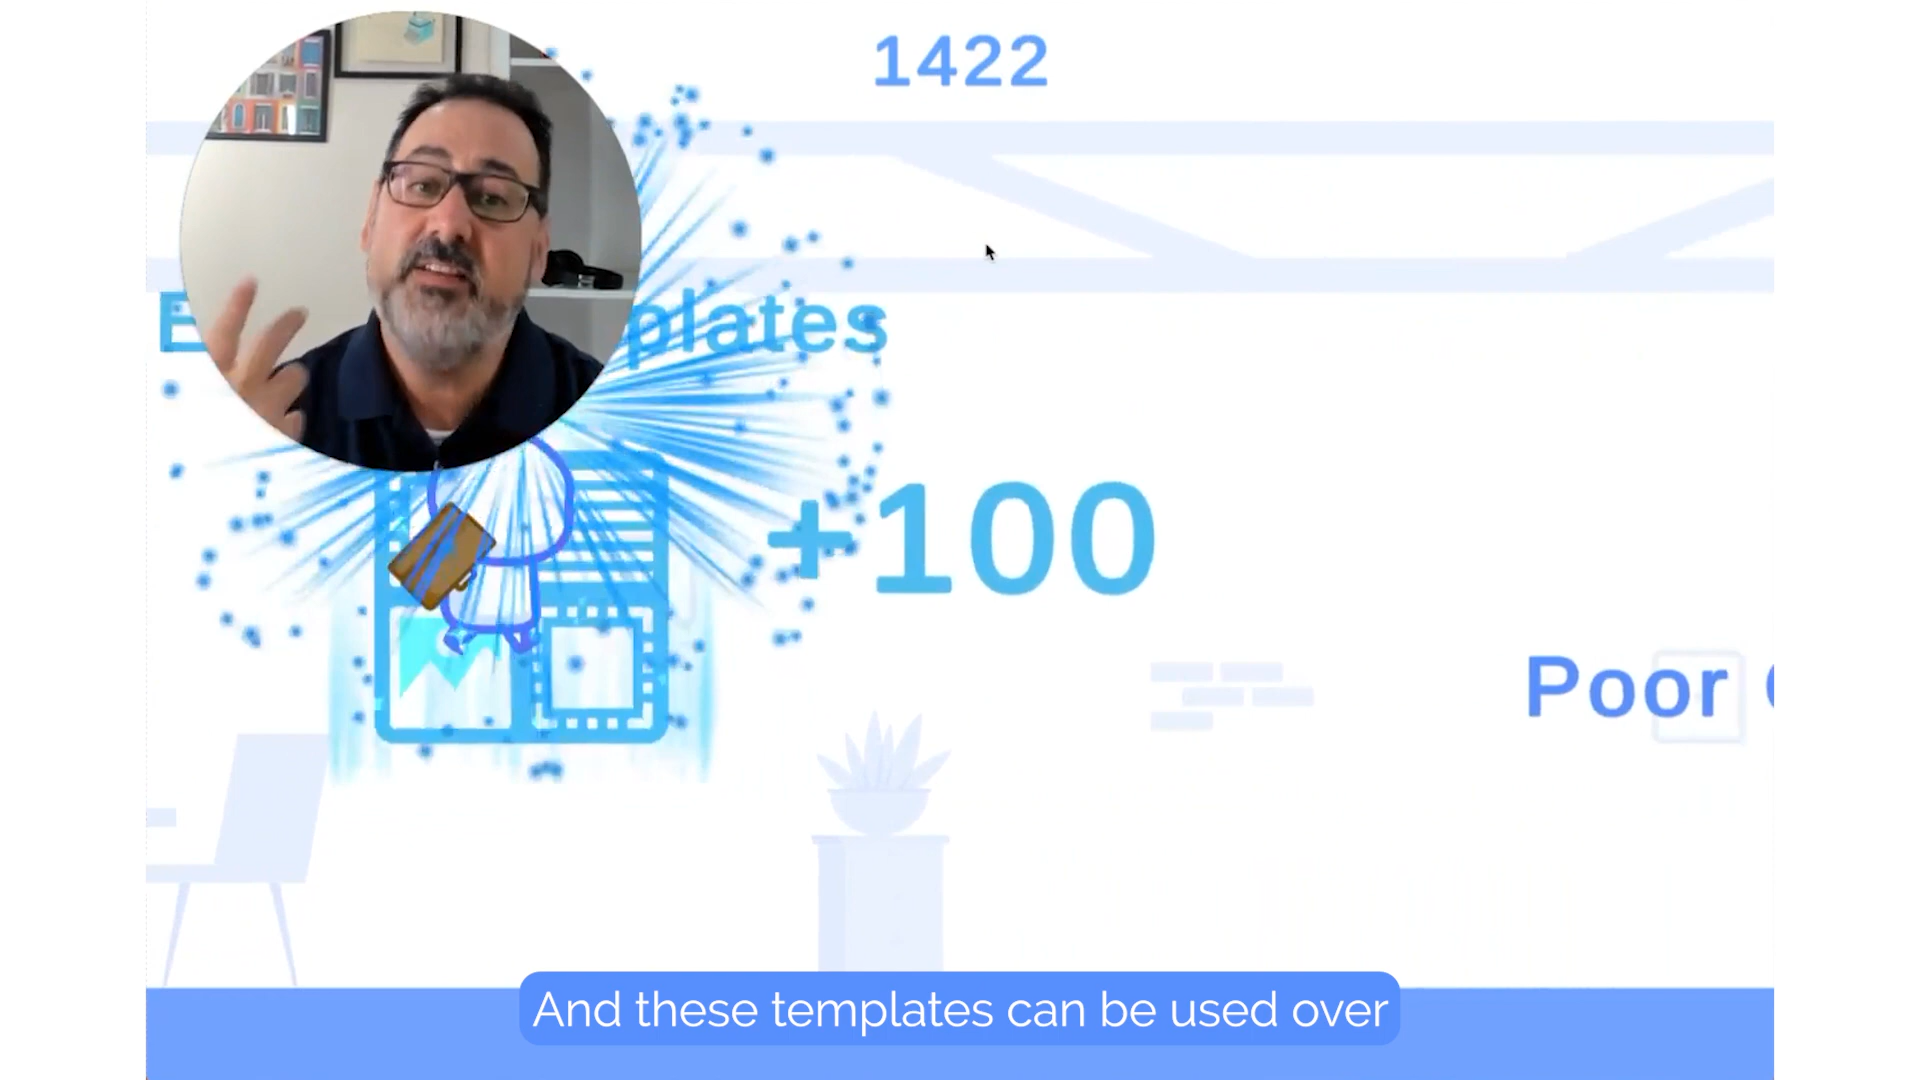 1422
plates
+100
Poor
And these templates can be used over